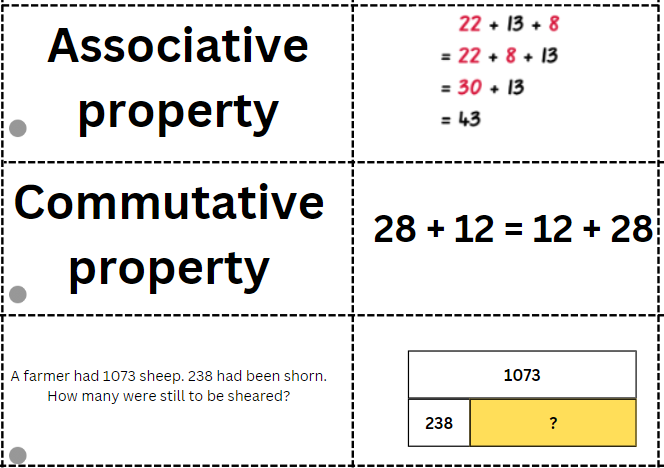 Associative
property
22 + 13 + 8
= 22 + 8 + 13
= 30 + 13
= 43
Commutative
property
28 + 12 = 12 + 28
A farmer had 1073 sheep. 238 had been shorn.
How many were still to be sheared?
1073
238 ?